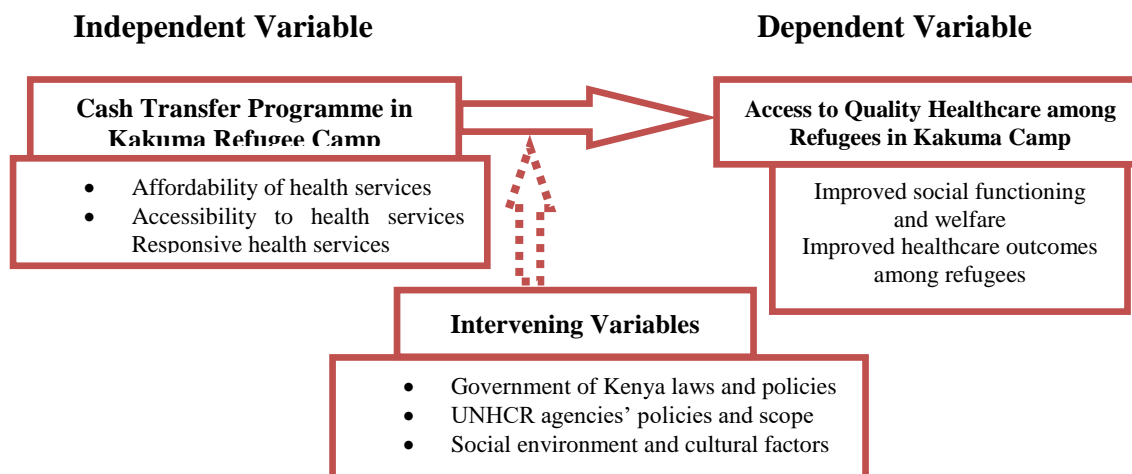 Independent Variable
Dependent Variable
Cash Transfer Programme in
Kakuma Refugee Camp
• Affordability of health services
• Accessibility to health services
Responsive health services
Access to Quality Healthcare among
Refugees in Kakuma Camp
Improved social functioning
and welfare
Improved healthcare outcomes
among refugees
Intervening Variables
• Government of Kenya laws and policies
• UNHCR agencies’ policies and scope
• Social environment and cultural factors